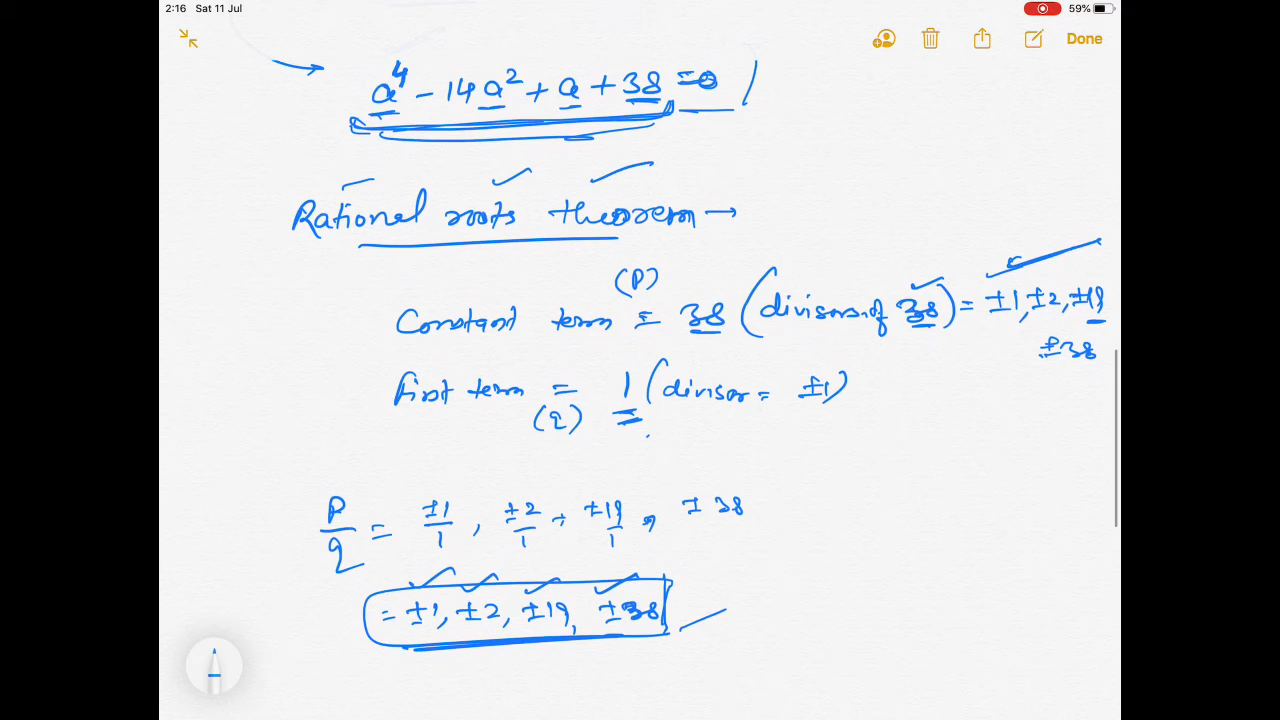 2:16 Sat 11 Jul
59%
Done
a⁴ - 14a² + a + 38 = 0
Rational roots theorem →
(P)
Constant term = 38 (divisors of 38) = ±1, ±2, ±19
±38
First term = 1 (divisor = ±1)
(q)
P/q = ±1/1, ±2/1, ±19/1, ±38
= ±1, ±2, ±19, ±38